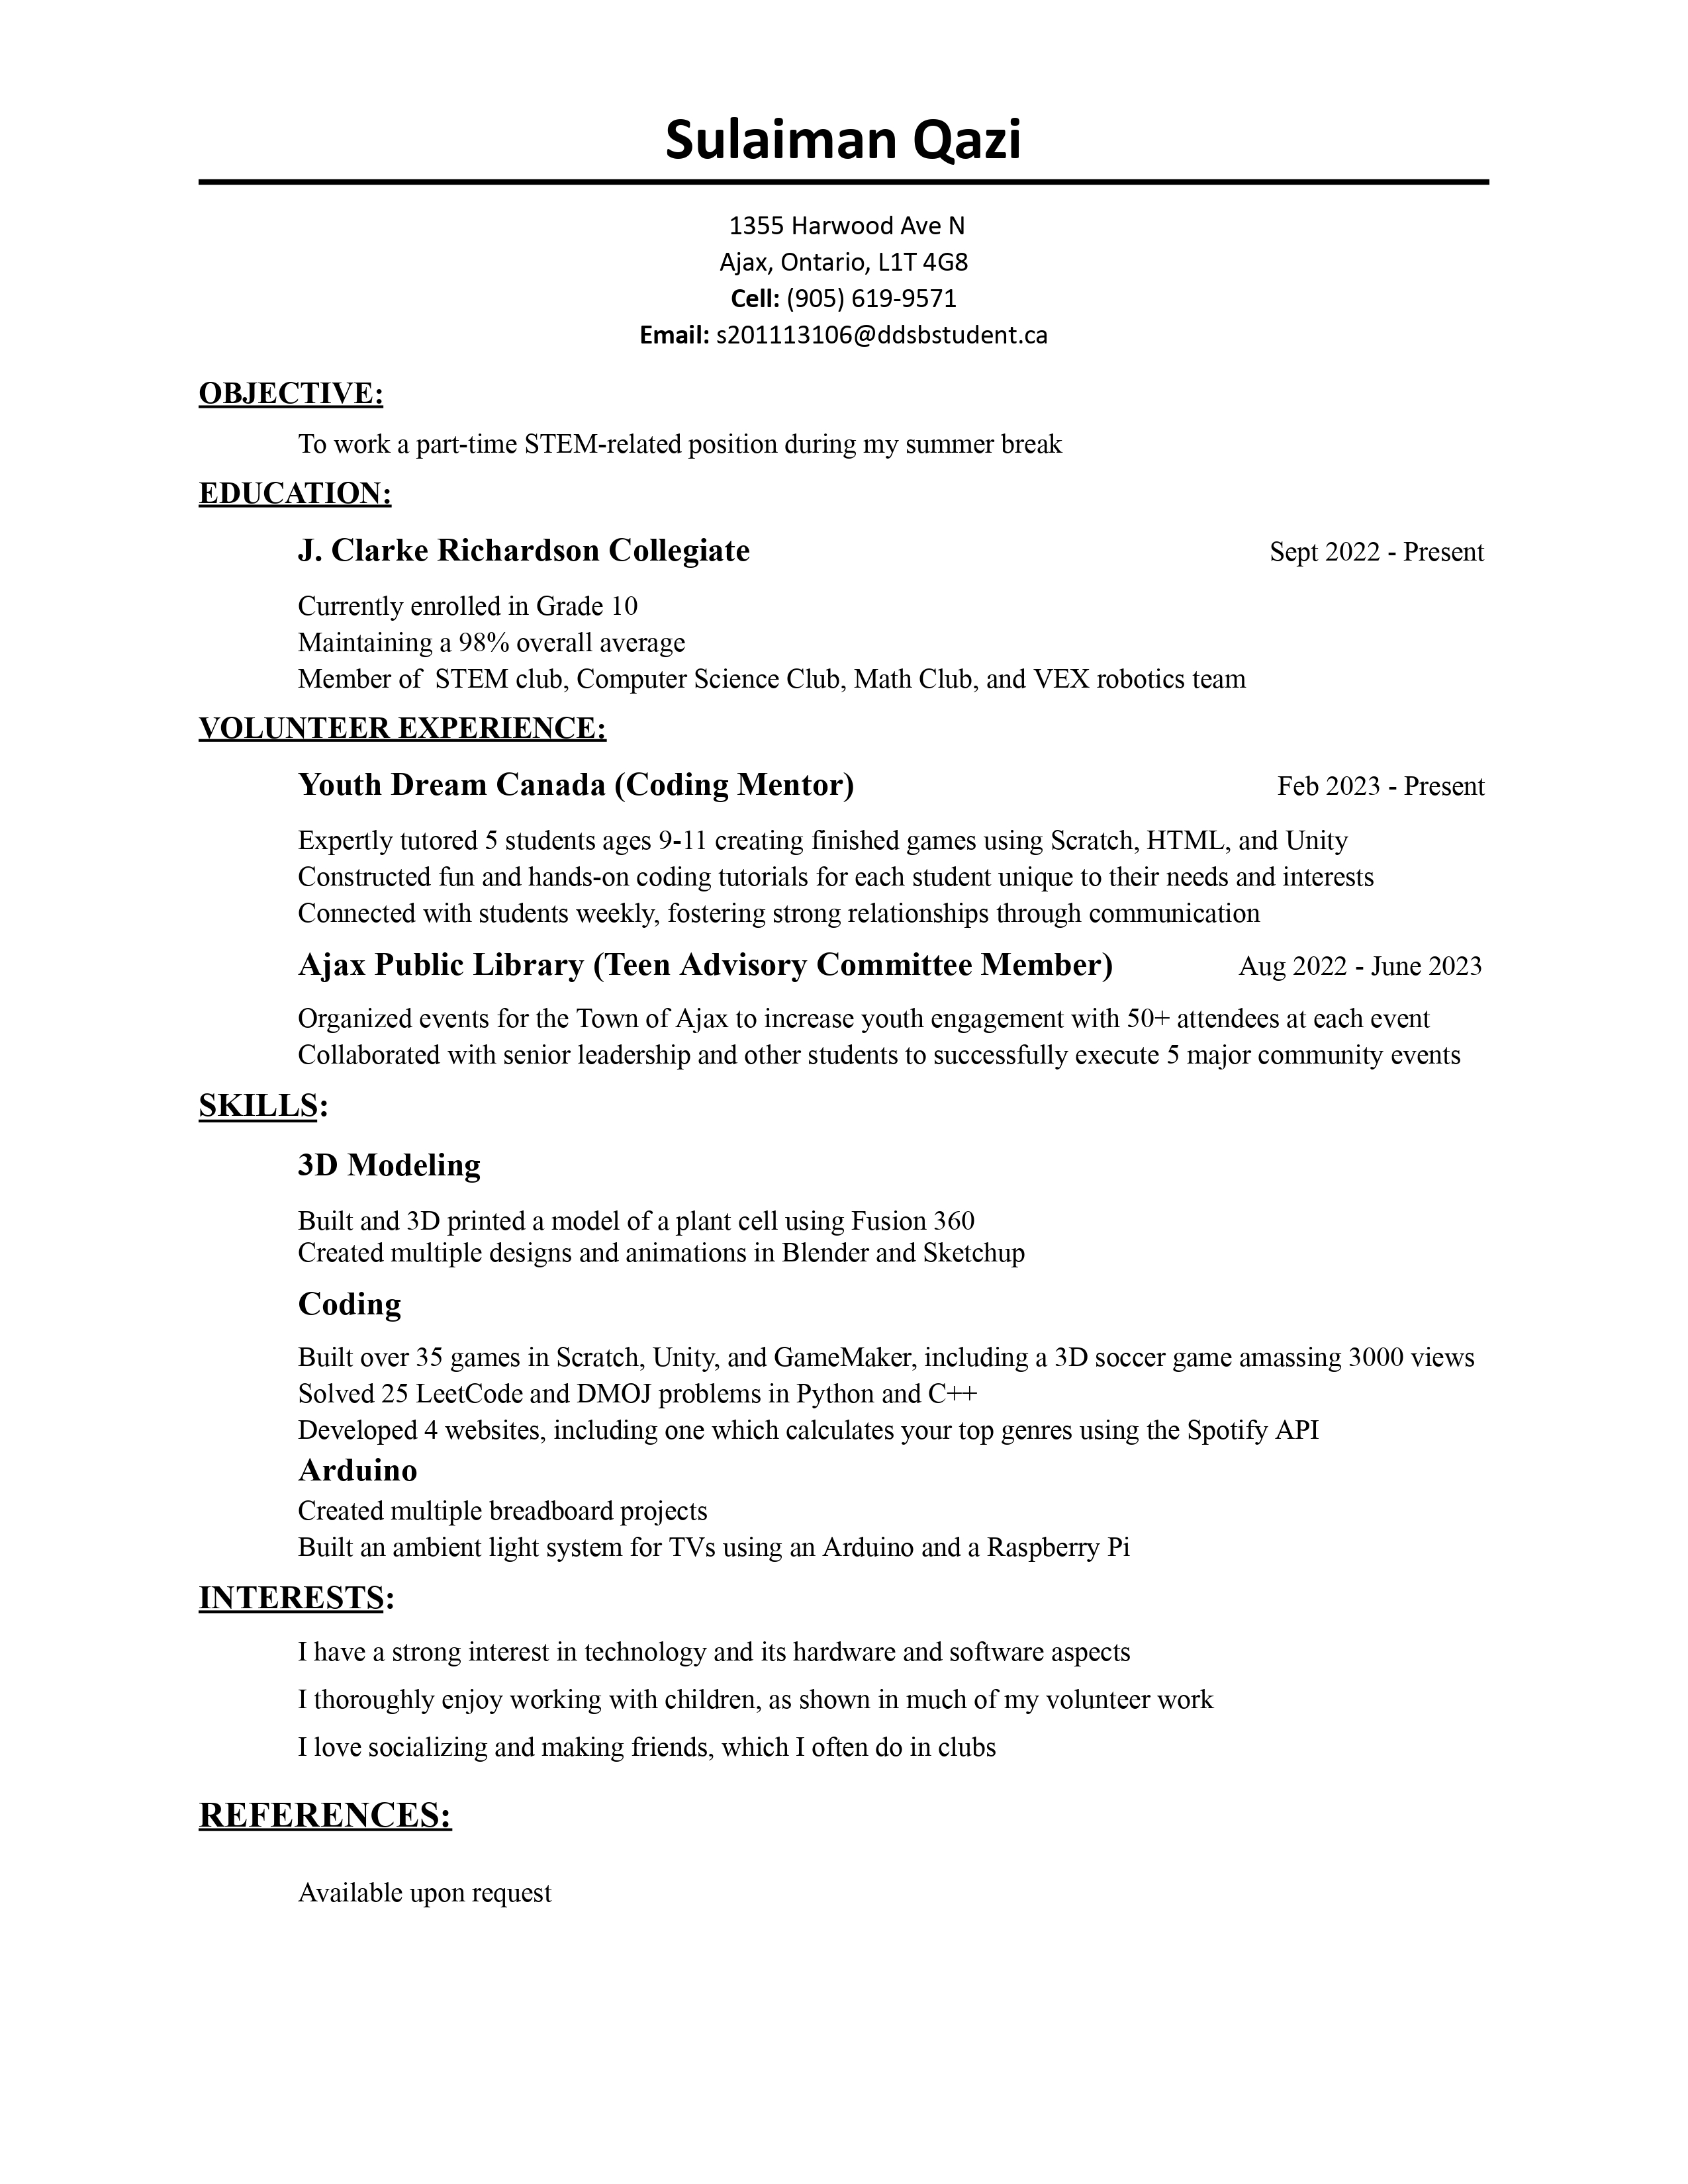 Sulaiman Qazi
1355 Harwood Ave N
Ajax, Ontario, L1T 4G8
Cell: (905) 619-9571
Email: s201113106@ddsbstudent.ca
OBJECTIVE:
To work a part-time STEM-related position during my summer break
EDUCATION:
J. Clarke Richardson Collegiate Sept 2022 - Present
Currently enrolled in Grade 10
Maintaining a 98% overall average
Member of  STEM club, Computer Science Club, Math Club, and VEX robotics team
VOLUNTEER EXPERIENCE:
Youth Dream Canada (Coding Mentor) Feb 2023 - Present
Expertly tutored 5 students ages 9-11 creating finished games using Scratch, HTML, and Unity
Constructed fun and hands-on coding tutorials for each student unique to their needs and interests
Connected with students weekly, fostering strong relationships through communication
Ajax Public Library (Teen Advisory Committee Member) Aug 2022 - June 2023
Organized events for the Town of Ajax to increase youth engagement with 50+ attendees at each event
Collaborated with senior leadership and other students to successfully execute 5 major community events
SKILLS:
3D Modeling
Built and 3D printed a model of a plant cell using Fusion 360
Created multiple designs and animations in Blender and Sketchup
Coding
Built over 35 games in Scratch, Unity, and GameMaker, including a 3D soccer game amassing 3000 views
Solved 25 LeetCode and DMOJ problems in Python and C++
Developed 4 websites, including one which calculates your top genres using the Spotify API
Arduino
Created multiple breadboard projects
Built an ambient light system for TVs using an Arduino and a Raspberry Pi
INTERESTS:
I have a strong interest in technology and its hardware and software aspects
I thoroughly enjoy working with children, as shown in much of my volunteer work
I love socializing and making friends, which I often do in clubs
REFERENCES:
Available upon request